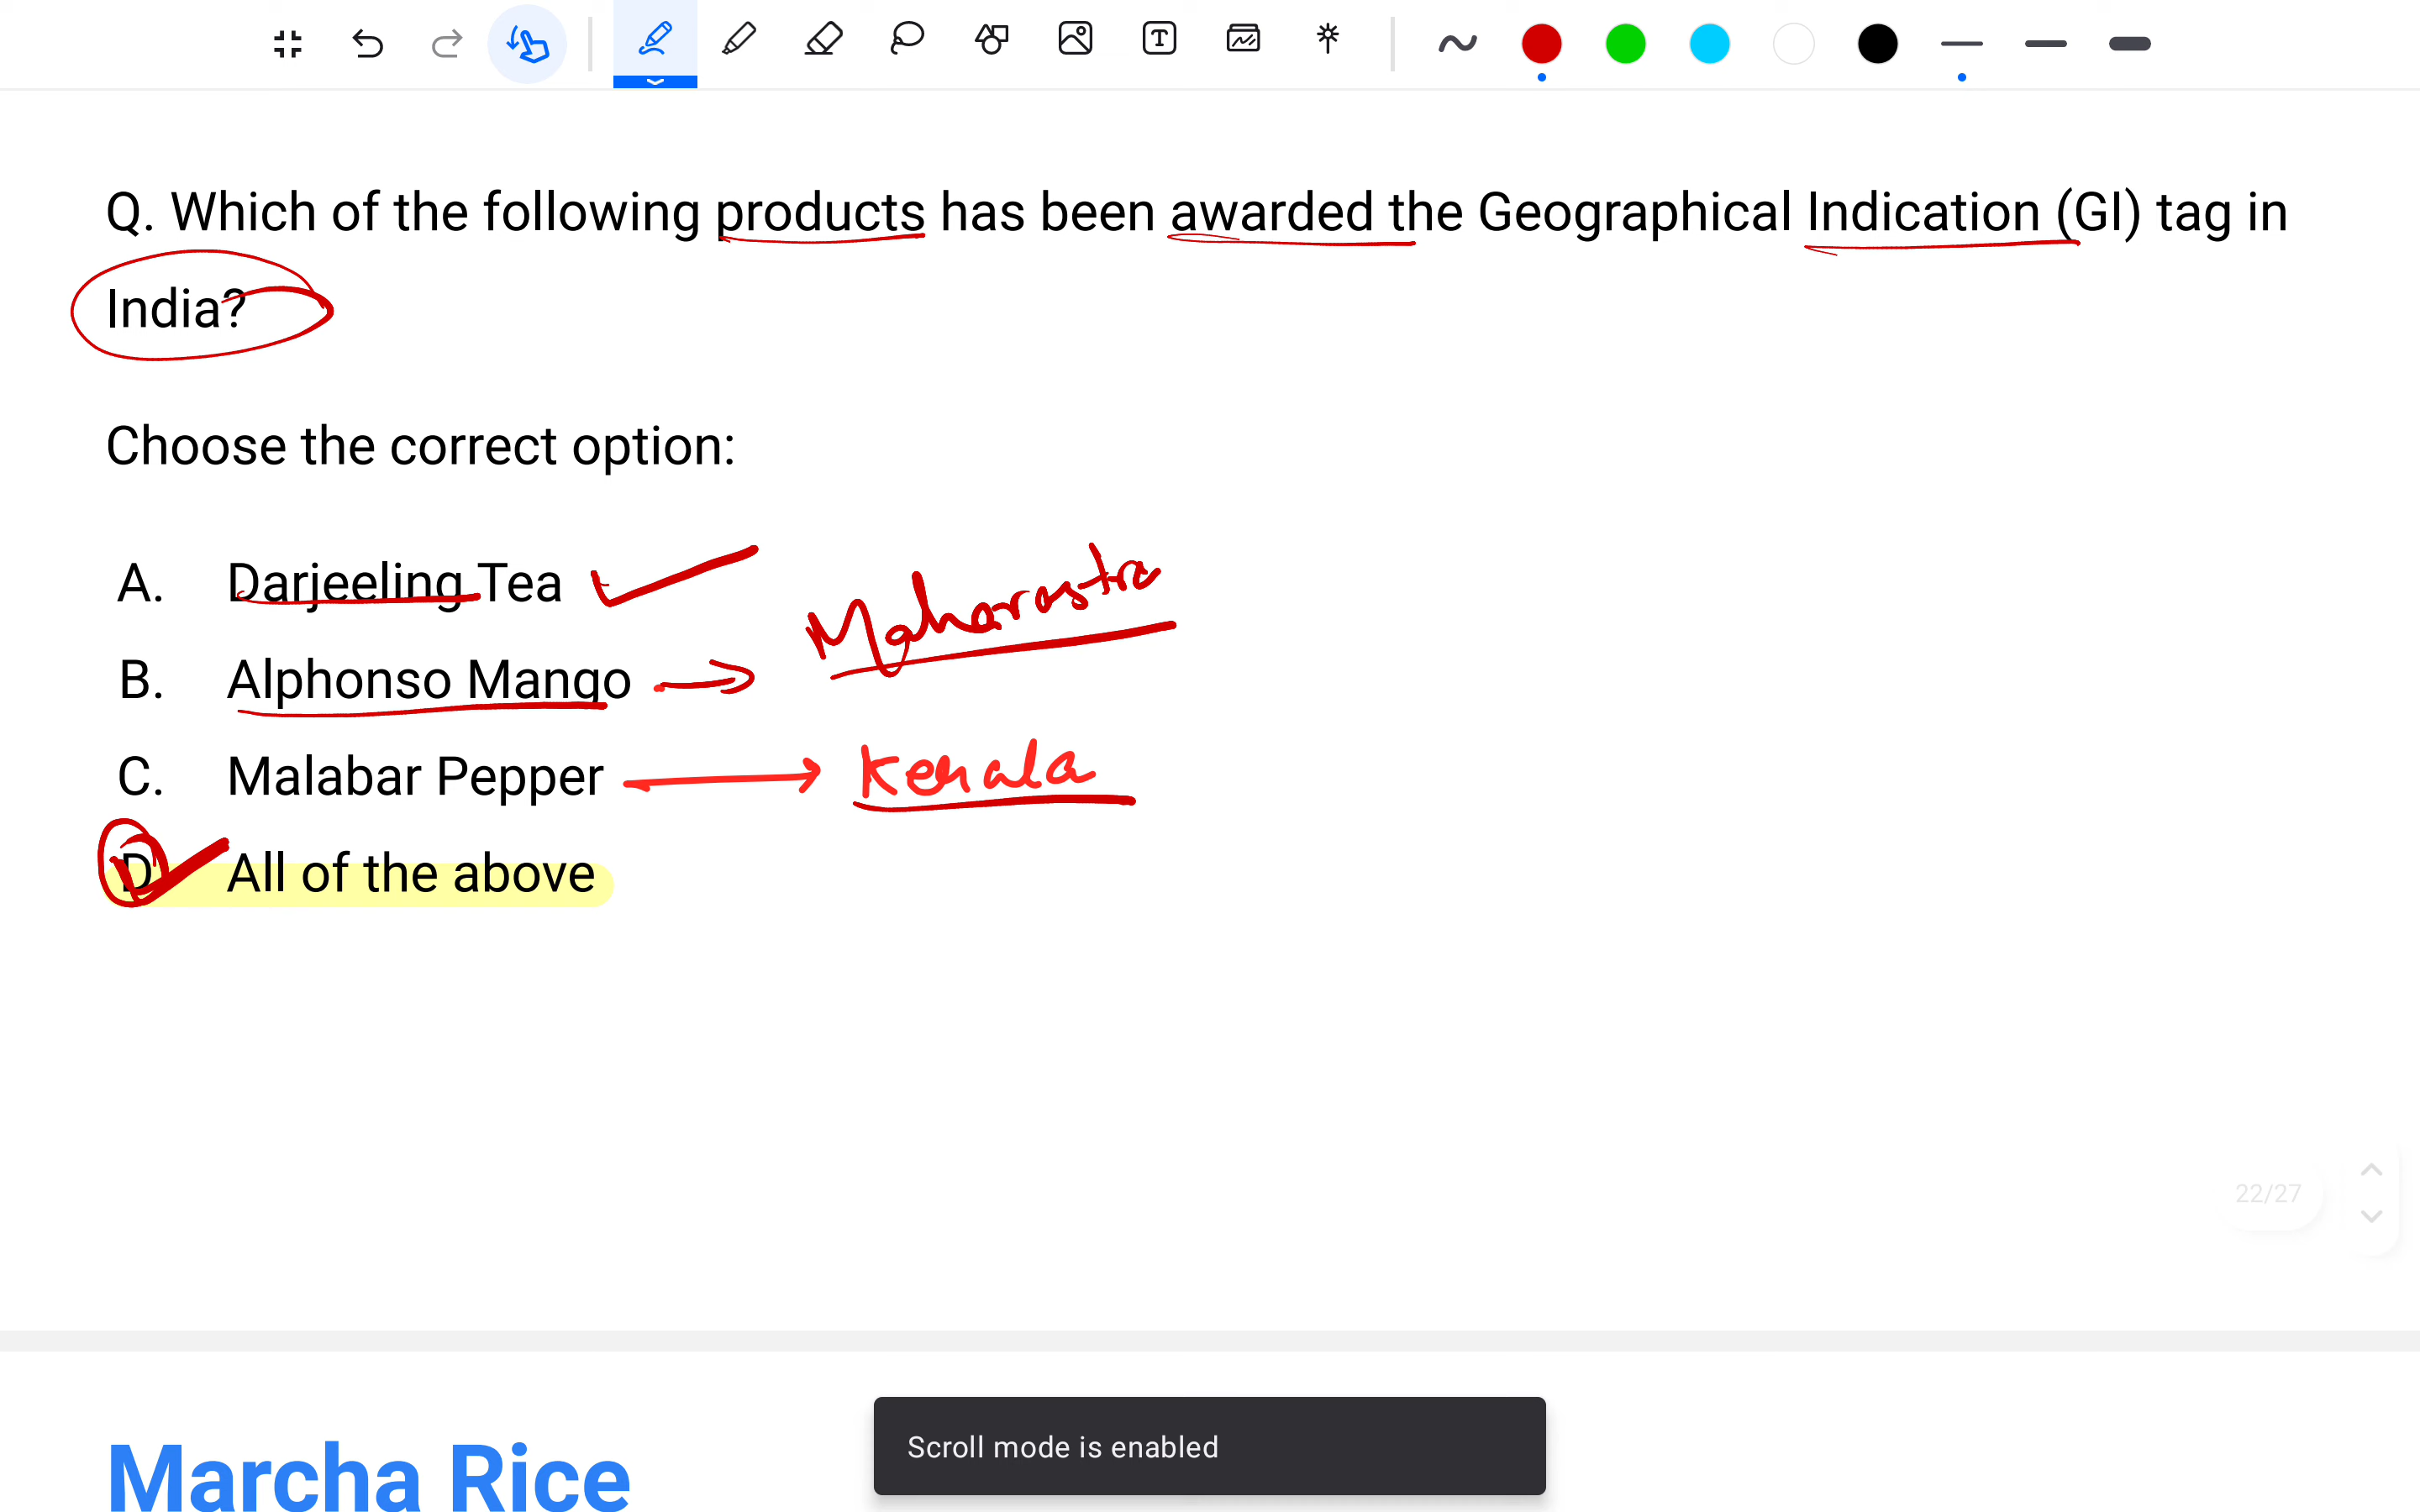 Q. Which of the following products has been awarded the Geographical Indication (GI) tag in
India?
Choose the correct option:
A. Darjeeling Tea
Maharastra
B. Alphonso Mango
C. Malabar Pepper
Kerala
D All of the above
22/27
Scroll mode is enabled
Marcha Rice